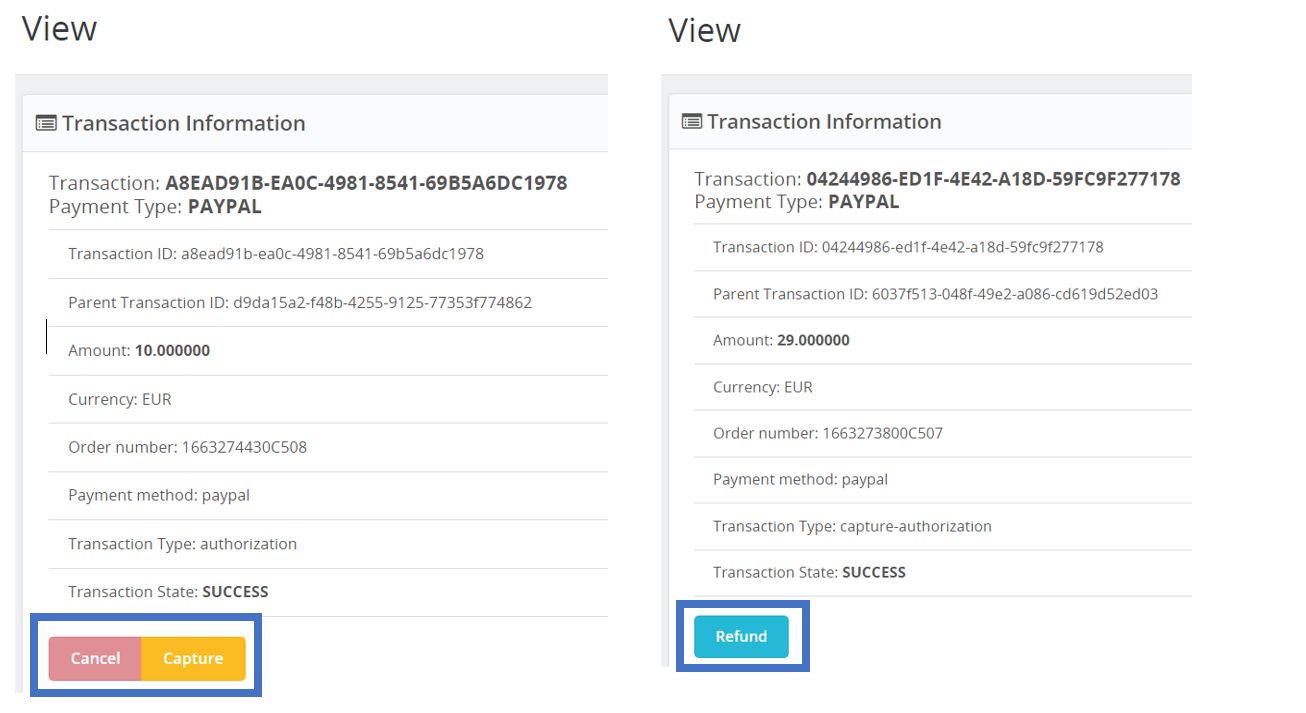 View
Transaction Information
Transaction: A8EAD91B-EA0C-4981-8541-69B5A6DC1978
Payment Type: PAYPAL
Transaction ID: a8ead91b-ea0c-4981-8541-69b5a6dc1978
Parent Transaction ID: d9da15a2-f48b-4255-9125-77353f774862
Amount: 10.000000
Currency: EUR
Order number: 1663274430C508
Payment method: paypal
Transaction Type: authorization
Transaction State: SUCCESS
Cancel Capture
View
Transaction Information
Transaction: 04244986-ED1F-4E42-A18D-59FC9F277178
Payment Type: PAYPAL
Transaction ID: 04244986-ed1f-4e42-a18d-59fc9f277178
Parent Transaction ID: 6037f513-048f-49e2-a086-cd619d52ed03
Amount: 29.000000
Currency: EUR
Order number: 1663273800C507
Payment method: paypal
Transaction Type: capture-authorization
Transaction State: SUCCESS
Refund